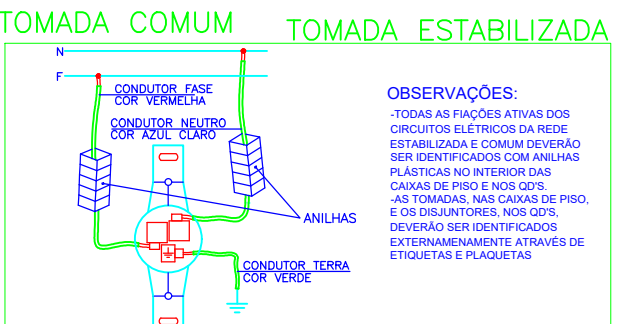 TOMADA COMUM
TOMADA ESTABILIZADA
N
F
CONDUTOR FASE
COR VERMELHA
CONDUTOR NEUTRO
COR AZUL CLARO
ANILHAS
CONDUTOR TERRA
COR VERDE
OBSERVAÇÕES:
-TODAS AS FIAÇÕES ATIVAS DOS
CIRCUITOS ELÉTRICOS DA REDE
ESTABILIZADA E COMUM DEVERÃO
SER IDENTIFICADOS COM ANILHAS
PLÁSTICAS NO INTERIOR DAS
CAIXAS DE PISO E NOS QD'S.
-AS TOMADAS, NAS CAIXAS DE PISO,
E OS DISJUNTORES, NOS QD'S,
DEVERÃO SER IDENTIFICADOS
EXTERNAMENAMENTE ATRAVÉS DE
ETIQUETAS E PLAQUETAS